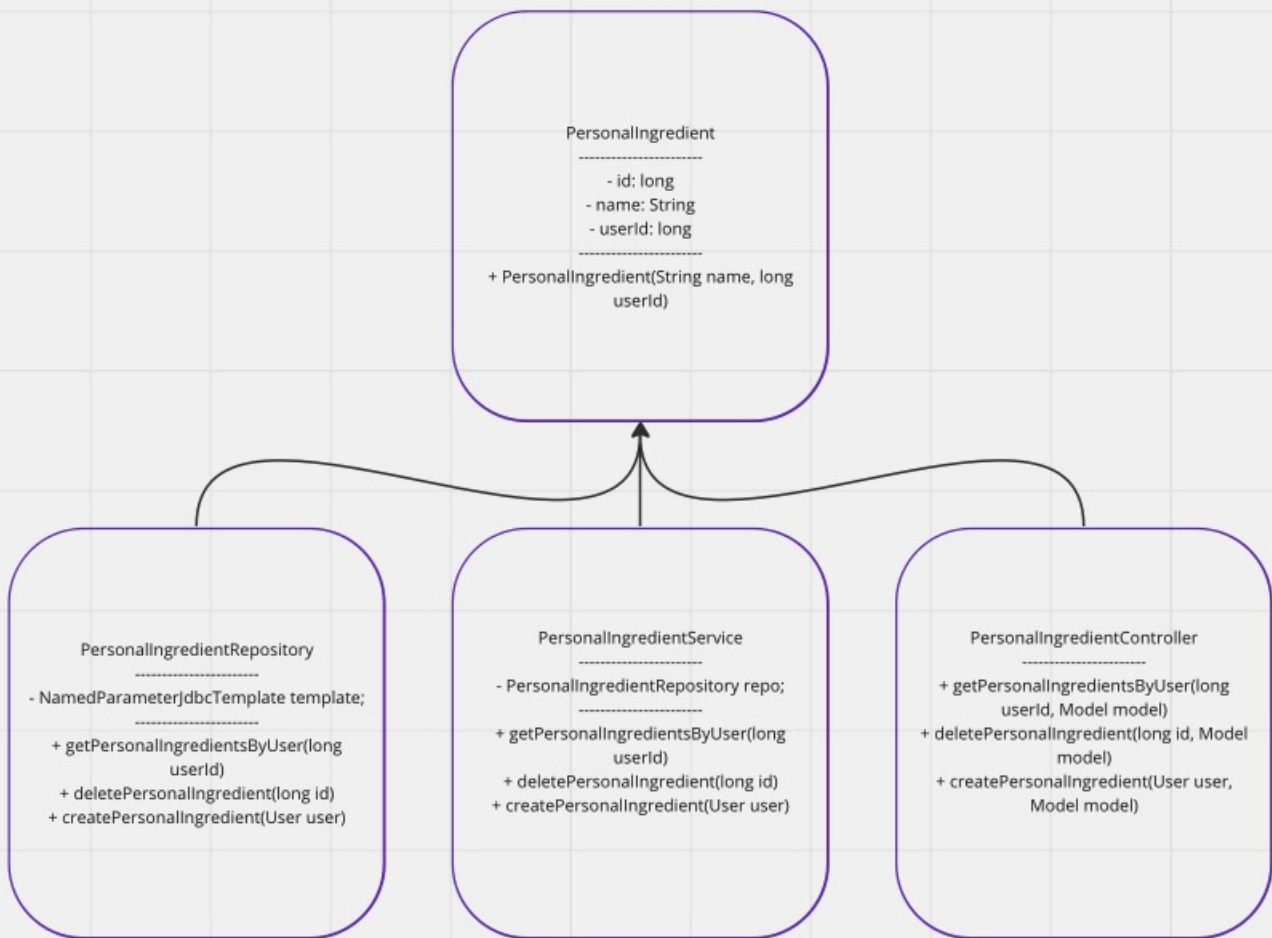 PersonalIngredient
-----------------------
- id: long
- name: String
- userId: long
-----------------------
+ PersonalIngredient(String name, long
userId)
PersonalIngredientRepository
-----------------------
- NamedParameterJdbcTemplate template;
-----------------------
+ getPersonalIngredientsByUser(long
userId)
+ deletePersonalIngredient(long id)
+ createPersonalIngredient(User user)
PersonalIngredientService
-----------------------
- PersonalIngredientRepository repo;
-----------------------
+ getPersonalIngredientsByUser(long
userId)
+ deletePersonalIngredient(long id)
+ createPersonalIngredient(User user)
PersonalIngredientController
-----------------------
+ getPersonalIngredientsByUser(long
userId, Model model)
+ deletePersonalIngredient(long id, Model
model)
+ createPersonalIngredient(User user,
Model model)